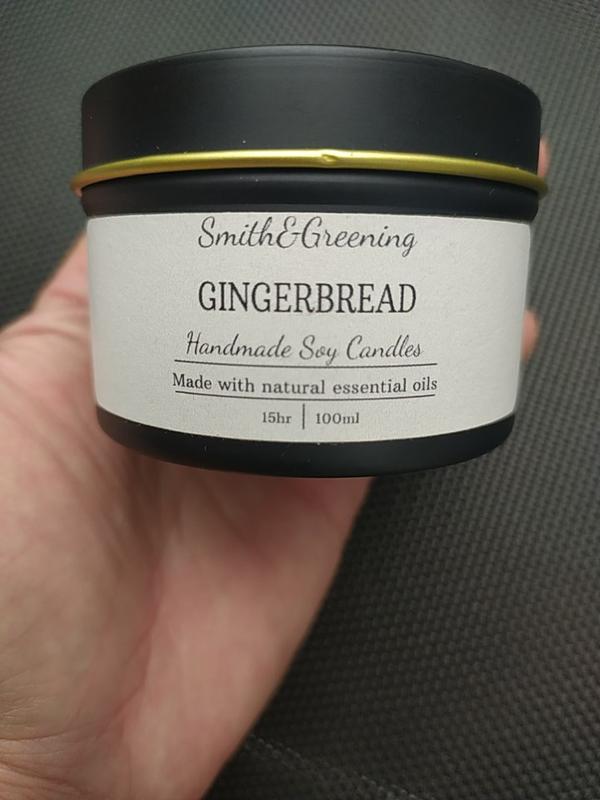 Smith&Greening
GINGERBREAD
Handmade Soy Candles
Made with natural essential oils
15hr | 100ml